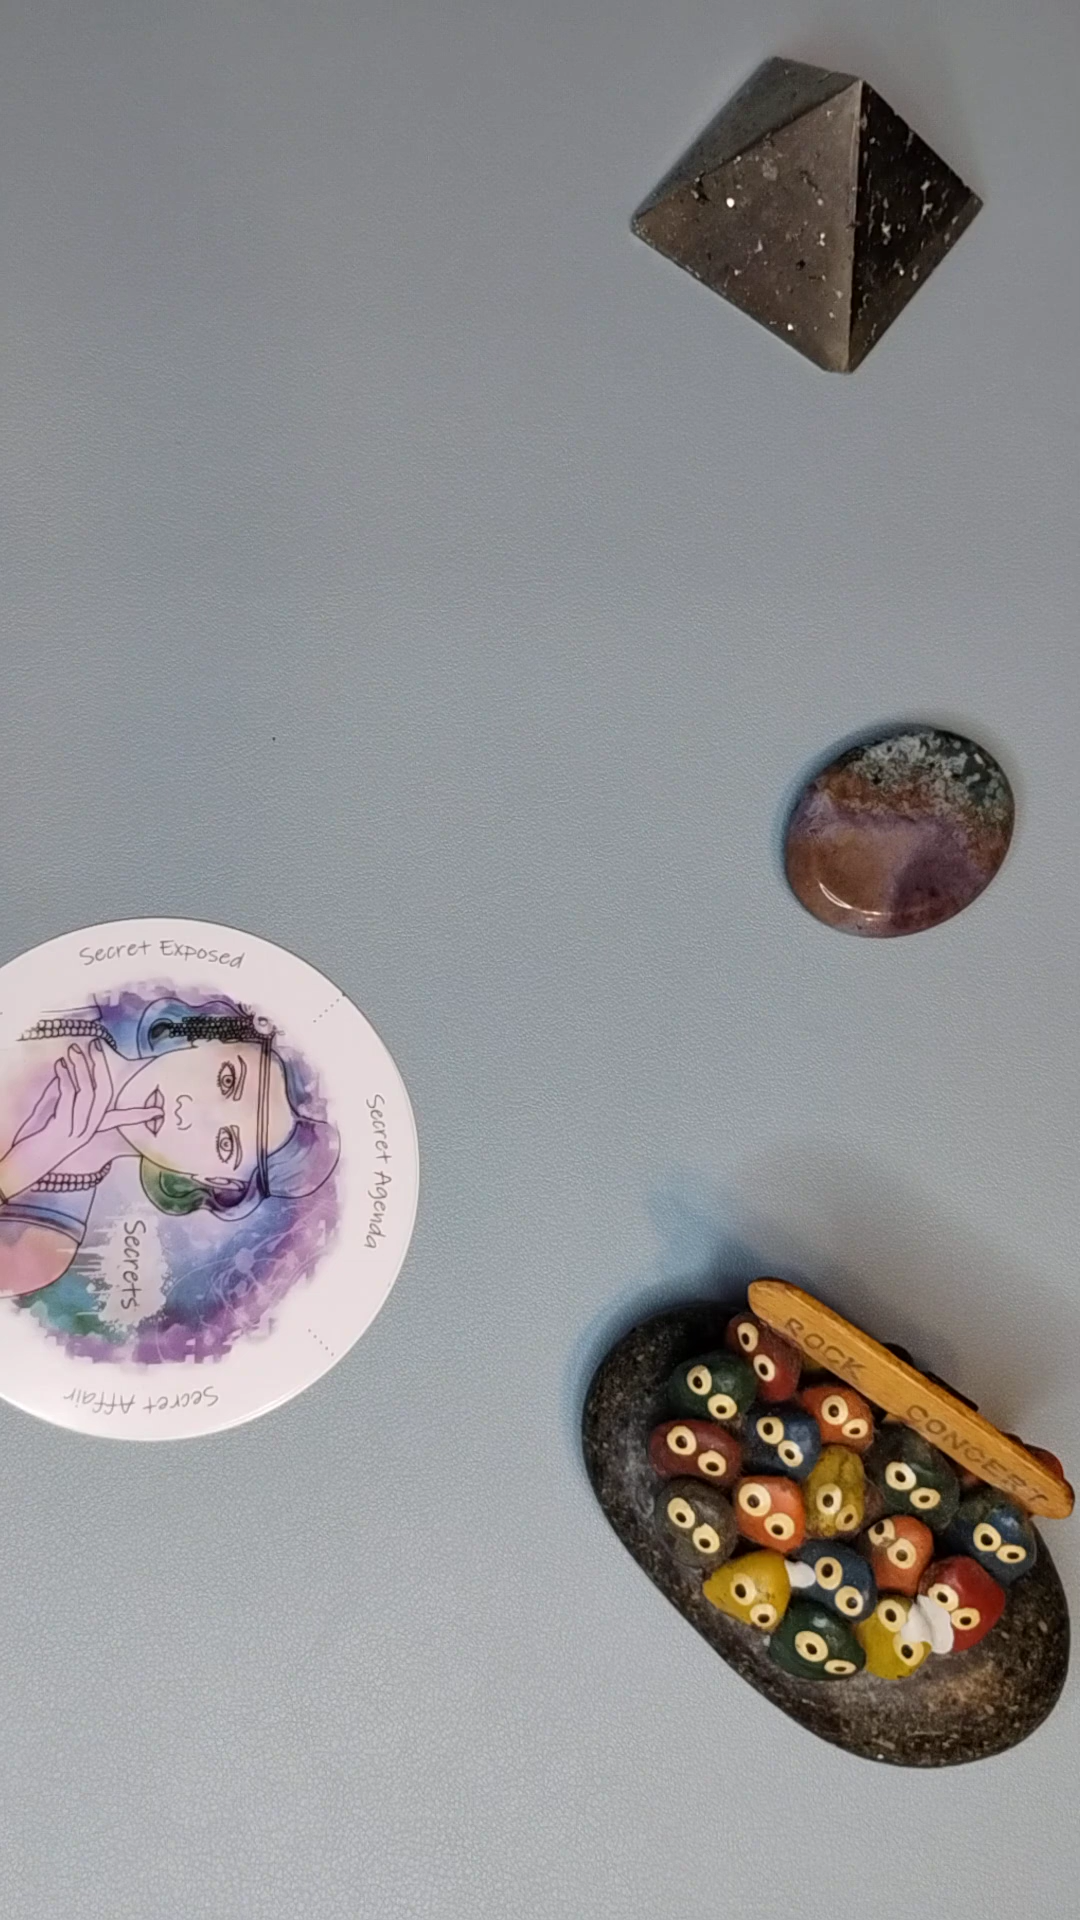 Secret Exposed
Secret Agenda
Secrets
Secret Affair
ROCK CONCERT